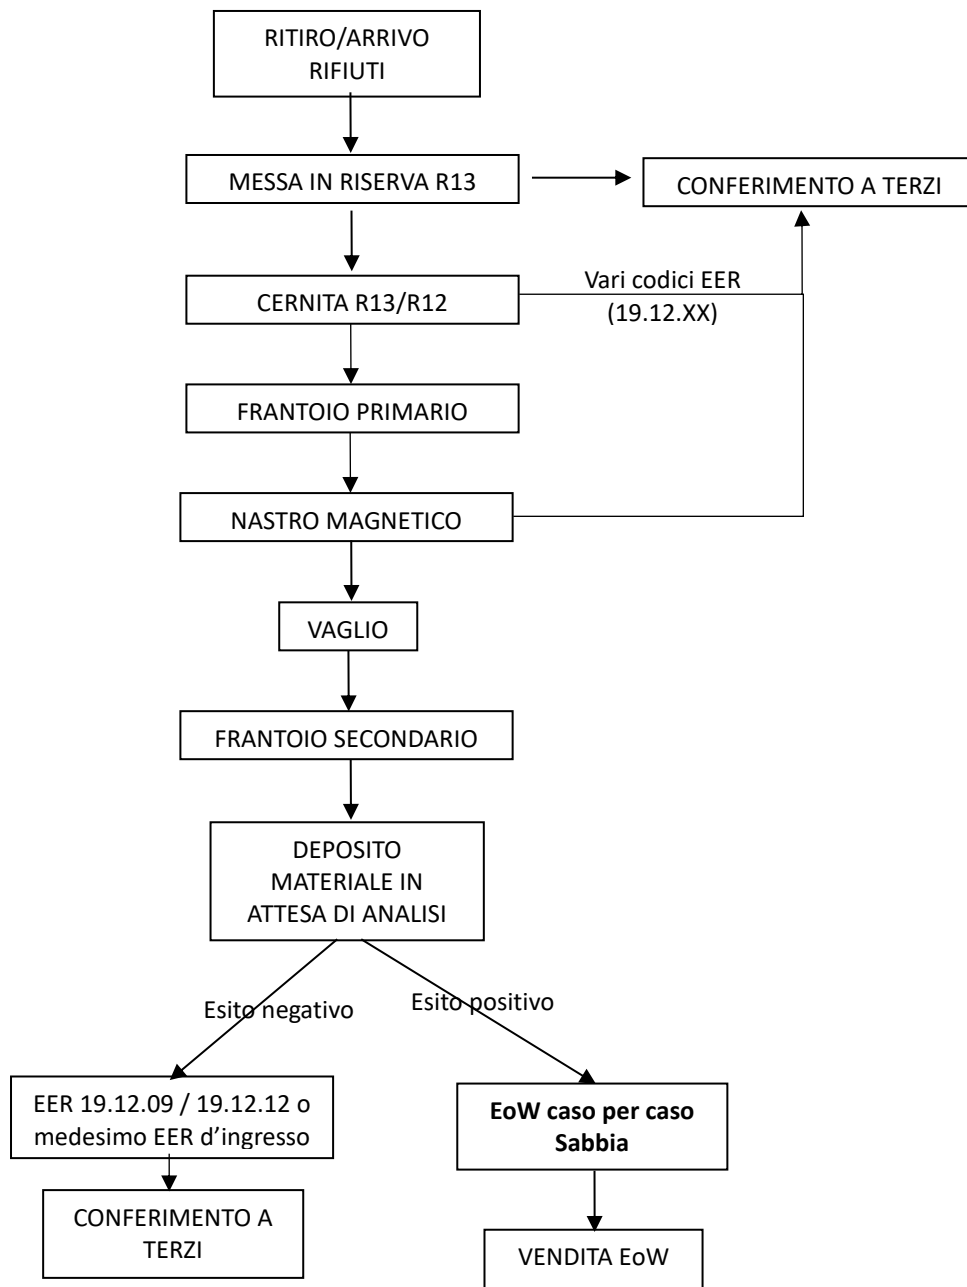 RITIRO/ARRIVO
RIFIUTI
MESSA IN RISERVA R13
CONFERIMENTO A TERZI
CERNITA R13/R12
Vari codici EER
(19.12.XX)
FRANTOIO PRIMARIO
NASTRO MAGNETICO
VAGLIO
FRANTOIO SECONDARIO
DEPOSITO
MATERIALE IN
ATTESA DI ANALISI
Esito negativo
Esito positivo
EER 19.12.09 / 19.12.12 o
medesimo EER d'ingresso
EoW caso per caso
Sabbia
CONFERIMENTO A
TERZI
VENDITA EoW